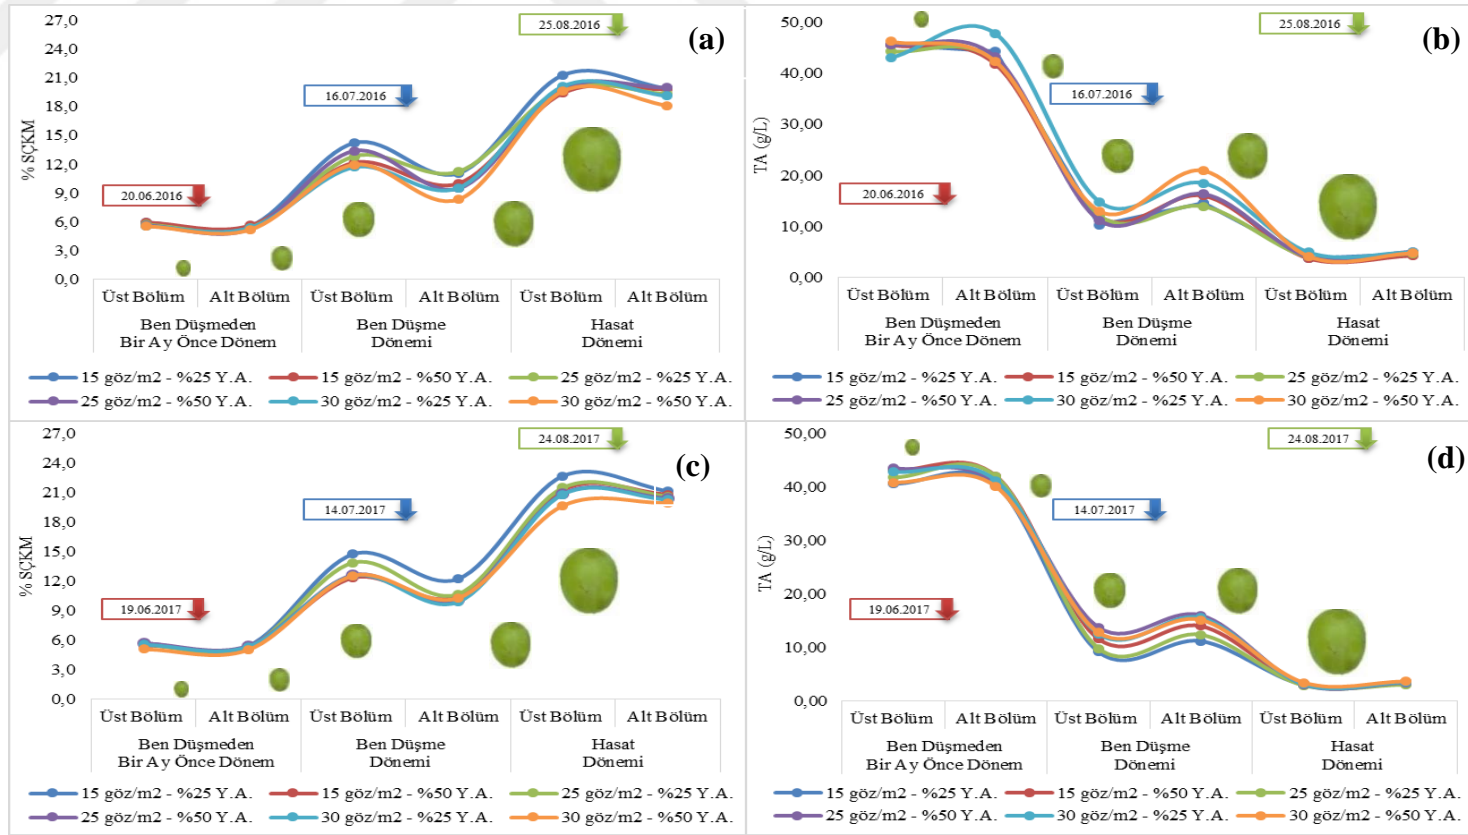 27,0
24,0
21,0
18,0
15,0
12,0
9,0
6,0
3,0
0,0
% SÇKM
20.06.2016
16.07.2016
25.08.2016
(a)
Üst Bölüm Alt Bölüm Üst Bölüm Alt Bölüm Üst Bölüm Alt Bölüm
Ben Düşmeden Ben Düşme Hasat
Bir Ay Önce Dönem Dönemi Dönemi
15 göz/m2 - %25 Y.A. 15 göz/m2 - %50 Y.A. 25 göz/m2 - %25 Y.A.
25 göz/m2 - %50 Y.A. 30 göz/m2 - %25 Y.A. 30 göz/m2 - %50 Y.A.
50,00
40,00
30,00
20,00
10,00
0,00
TA (g/L)
20.06.2016
16.07.2016
25.08.2016
(b)
Üst Bölüm Alt Bölüm Üst Bölüm Alt Bölüm Üst Bölüm Alt Bölüm
Ben Düşmeden Ben Düşme Hasat
Bir Ay Önce Dönem Dönemi Dönemi
15 göz/m2 - %25 Y.A. 15 göz/m2 - %50 Y.A. 25 göz/m2 - %25 Y.A.
25 göz/m2 - %50 Y.A. 30 göz/m2 - %25 Y.A. 30 göz/m2 - %50 Y.A.
27,0
24,0
21,0
18,0
15,0
12,0
9,0
6,0
3,0
0,0
% SÇKM
19.06.2017
14.07.2017
24.08.2017
(c)
Üst Bölüm Alt Bölüm Üst Bölüm Alt Bölüm Üst Bölüm Alt Bölüm
Ben Düşmeden Ben Düşme Hasat
Bir Ay Önce Dönem Dönemi Dönemi
15 göz/m2 - %25 Y.A. 15 göz/m2 - %50 Y.A. 25 göz/m2 - %25 Y.A.
25 göz/m2 - %50 Y.A. 30 göz/m2 - %25 Y.A. 30 göz/m2 - %50 Y.A.
50,00
40,00
30,00
20,00
10,00
0,00
TA (g/L)
19.06.2017
14.07.2017
24.08.2017
(d)
Üst Bölüm Alt Bölüm Üst Bölüm Alt Bölüm Üst Bölüm Alt Bölüm
Ben Düşmeden Ben Düşme Hasat
Bir Ay Önce Dönem Dönemi Dönemi
15 göz/m2 - %25 Y.A. 15 göz/m2 - %50 Y.A. 25 göz/m2 - %25 Y.A.
25 göz/m2 - %50 Y.A. 30 göz/m2 - %25 Y.A. 30 göz/m2 - %50 Y.A.